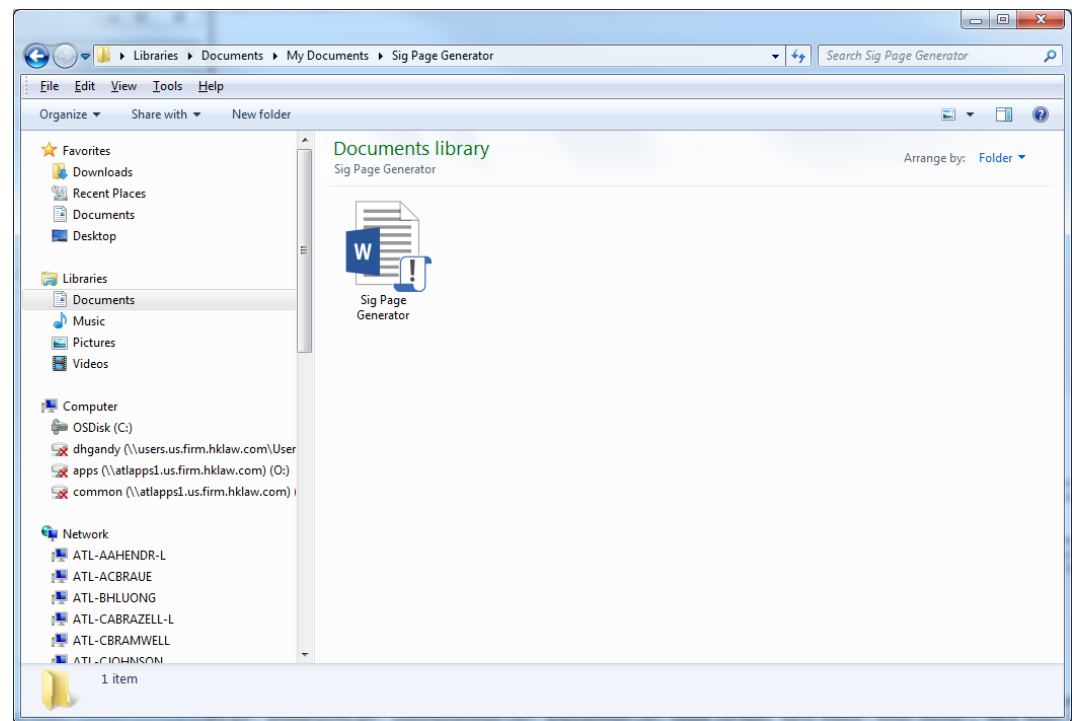 Libraries ▸ Documents ▸ My Documents ▸ Sig Page Generator
Search Sig Page Generator
File Edit View Tools Help
Organize Share with New folder
Favorites
Downloads
Recent Places
Documents
Desktop
Libraries
Documents
Music
Pictures
Videos
Computer
OSDisk (C:)
dhgandy (\\users.us.firm.hklaw.com\User
apps (\\atlapps1.us.firm.hklaw.com) (O:)
common (\\atlapps1.us.firm.hklaw.com) (
Network
ATL-AAHENDR-L
ATL-ACBRAUE
ATL-BHLUONG
ATL-CABRAZELL-L
ATL-CBRAMWELL
ATL-CJOHNSON
Documents library
Sig Page Generator
Arrange by: Folder
W
Sig Page
Generator
1 item